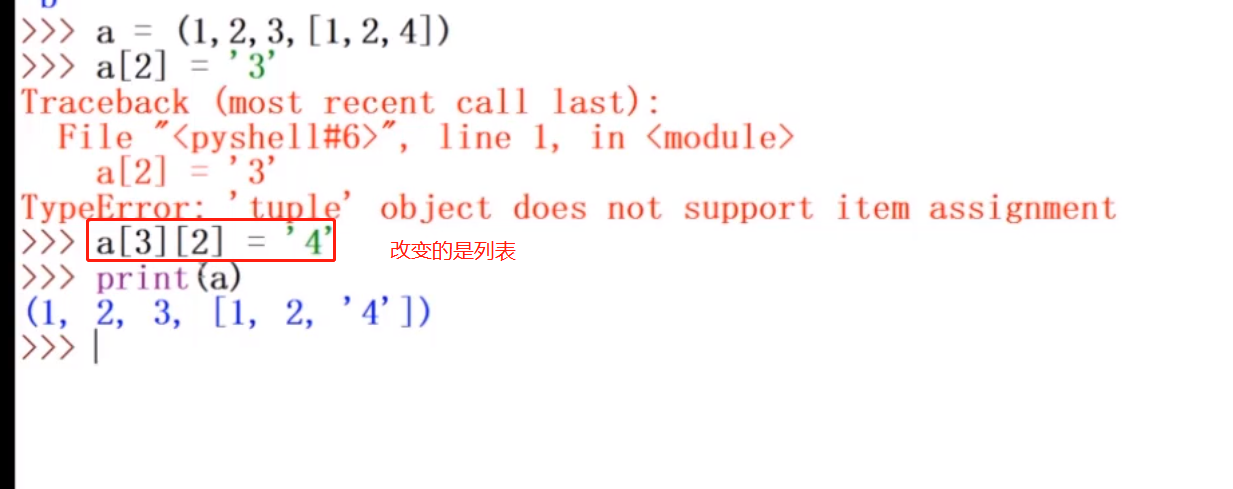 >>> a = (1, 2, 3, [1, 2, 4])
>>> a[2] = '3'
Traceback (most recent call last):
  File "<pyshell#6>", line 1, in <module>
    a[2] = '3'
TypeError: 'tuple' object does not support item assignment
>>> a[3][2] = '4' 改变的是列表
>>> print(a)
(1, 2, 3, [1, 2, '4'])
>>>